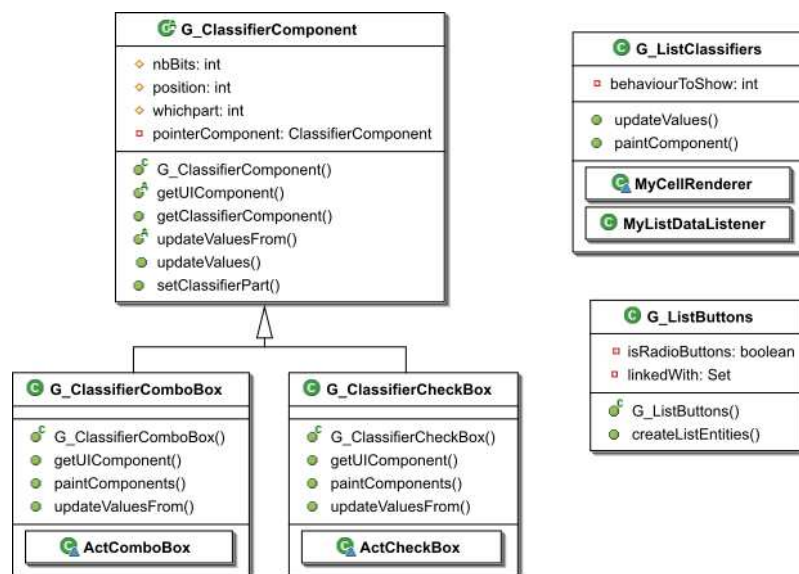 G_ClassifierComponent
nbBits: int
position: int
whichpart: int
pointerComponent: ClassifierComponent
G_ClassifierComponent()
getUIComponent()
getClassifierComponent()
updateValuesFrom()
updateValues()
setClassifierPart()
G_ListClassifiers
behaviourToShow: int
updateValues()
paintComponent()
MyCellRenderer
MyListDataListener
G_ListButtons
isRadioButtons: boolean
linkedWith: Set
G_ListButtons()
createListEntities()
G_ClassifierComboBox
G_ClassifierComboBox()
getUIComponent()
paintComponents()
updateValuesFrom()
ActComboBox
G_ClassifierCheckBox
G_ClassifierCheckBox()
getUIComponent()
paintComponents()
updateValuesFrom()
ActCheckBox